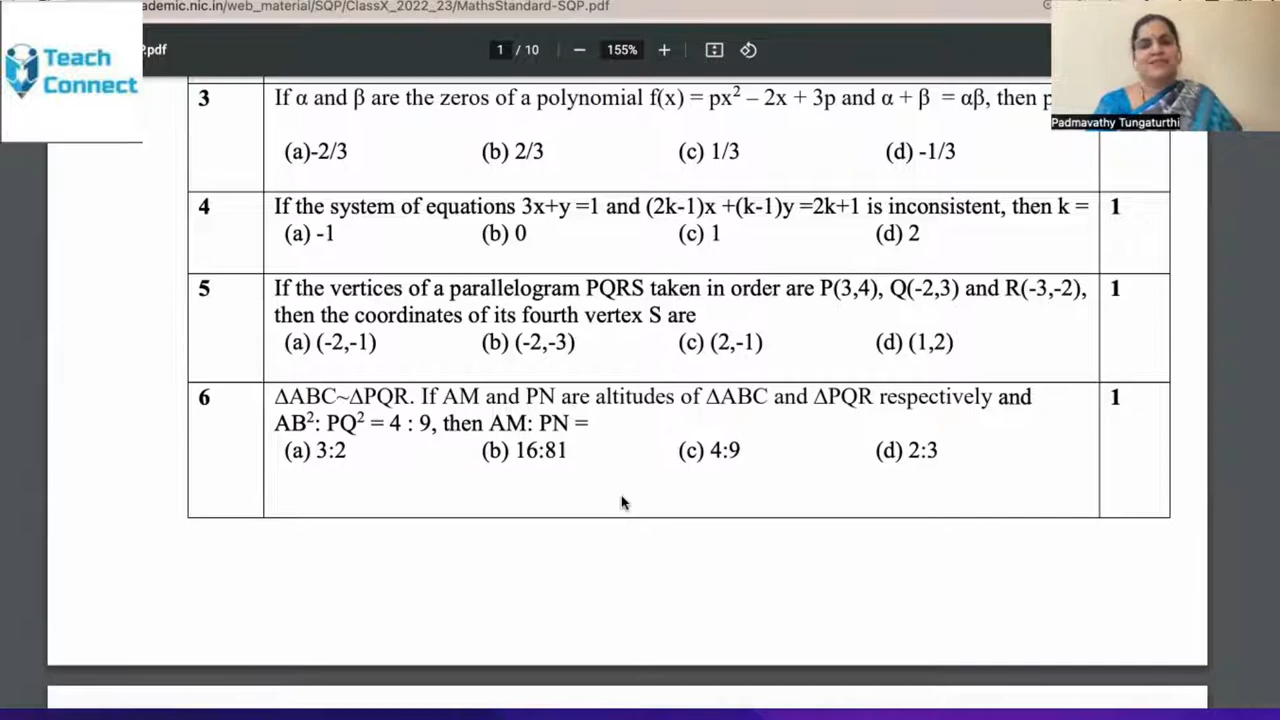 ademic.nic.in/web_material/SQP/ClassX_2022_23/MathsStandard-SQP.pdf
Teach
Connect
.pdf
1 / 10 − 155% +
Padmavathy Tungaturthi
3 If α and β are the zeros of a polynomial f(x) = px² – 2x + 3p and α + β = αβ, then p
(a)-2/3 (b) 2/3 (c) 1/3 (d) -1/3
4 If the system of equations 3x+y =1 and (2k-1)x +(k-1)y =2k+1 is inconsistent, then k = 1
(a) -1 (b) 0 (c) 1 (d) 2
5 If the vertices of a parallelogram PQRS taken in order are P(3,4), Q(-2,3) and R(-3,-2), 1
then the coordinates of its fourth vertex S are
(a) (-2,-1) (b) (-2,-3) (c) (2,-1) (d) (1,2)
6 ∆ABC~∆PQR. If AM and PN are altitudes of ∆ABC and ∆PQR respectively and 1
AB²: PQ² = 4 : 9, then AM: PN =
(a) 3:2 (b) 16:81 (c) 4:9 (d) 2:3